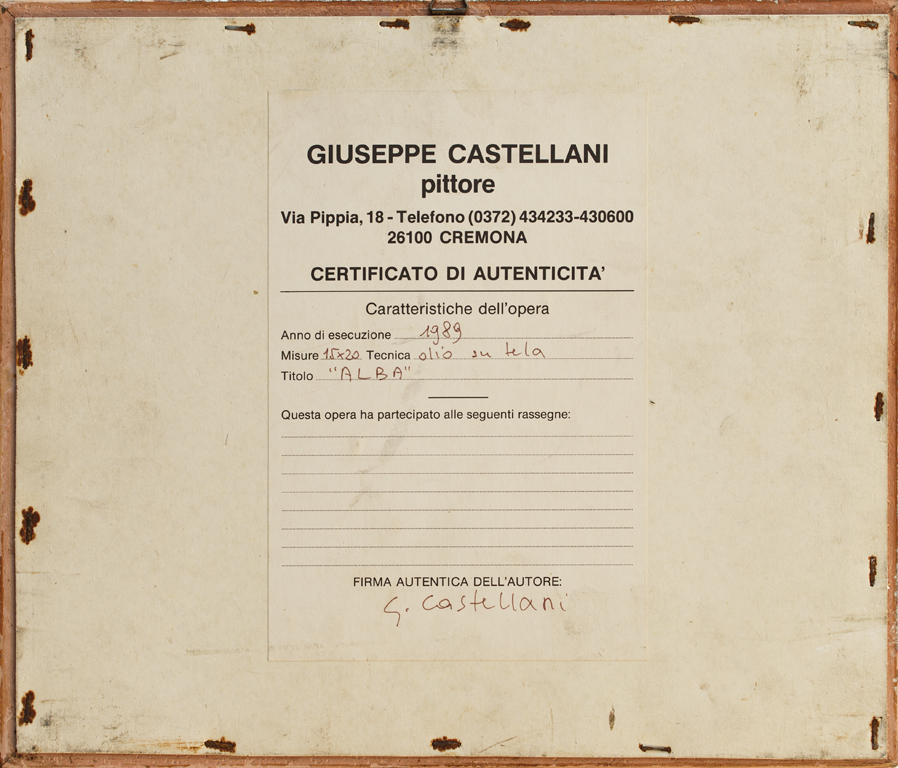 GIUSEPPE CASTELLANI
pittore
Via Pippia, 18 - Telefono (0372) 434233-430600
26100 CREMONA
CERTIFICATO DI AUTENTICITA'
Caratteristiche dell'opera
Anno di esecuzione 1989
Misure 15x20 Tecnica olio su tela
Titolo "ALBA"
Questa opera ha partecipato alle seguenti rassegne:
FIRMA AUTENTICA DELL'AUTORE:
G. Castellani